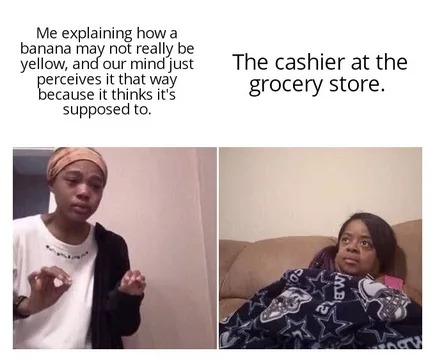 Me explaining how a
banana may not really be
yellow, and our mind just
perceives it that way
because it thinks it's
supposed to.
The cashier at the
grocery store.